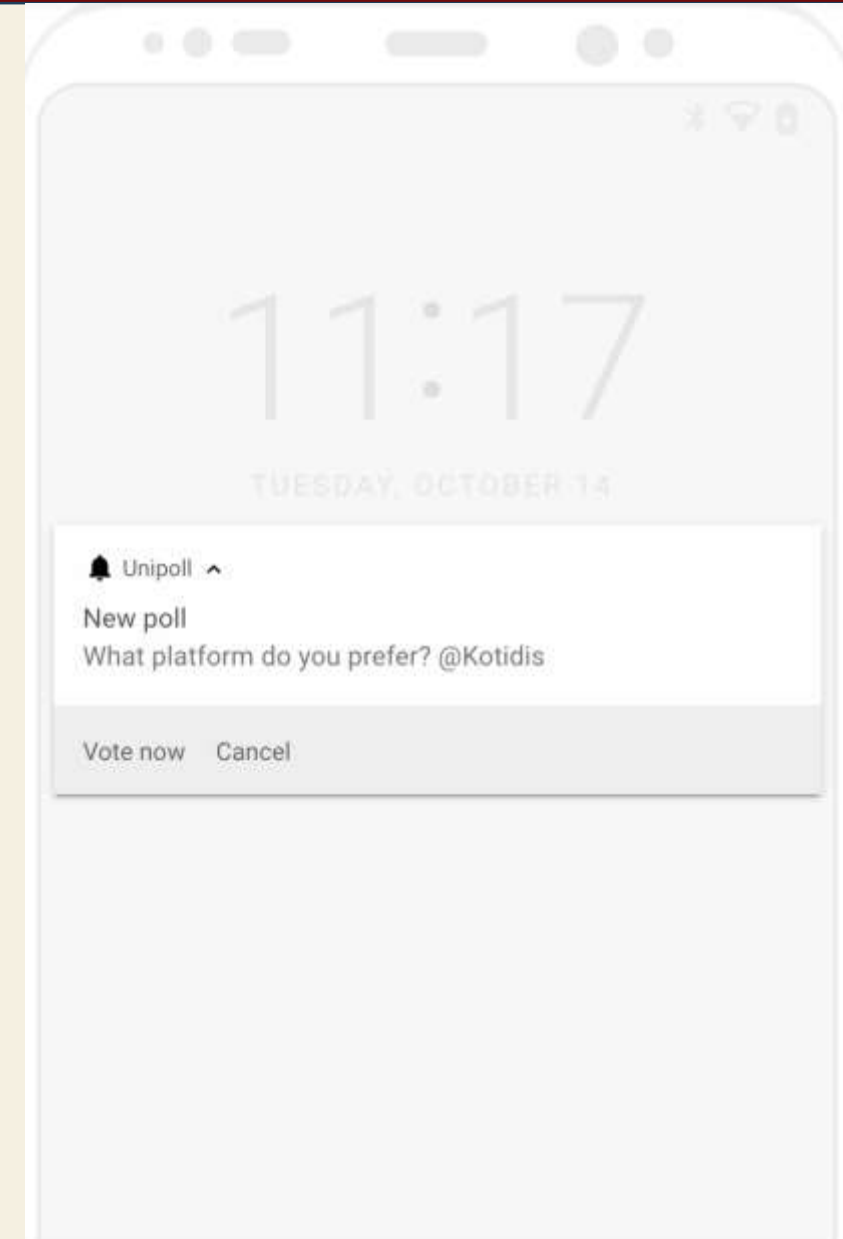 11:17
TUESDAY, OCTOBER 14
Unipoll
New poll
What platform do you prefer? @Kotidis
Vote now Cancel